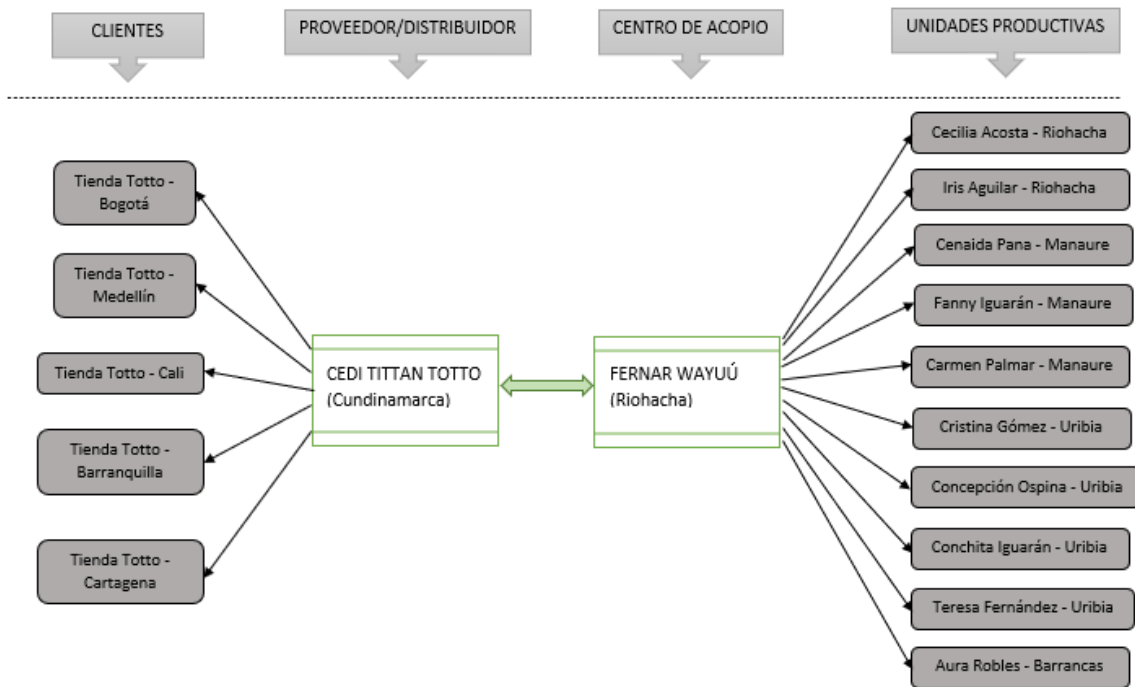 CLIENTES
PROVEEDOR/DISTRIBUIDOR
CENTRO DE ACOPIO
UNIDADES PRODUCTIVAS
Tienda Totto -
Bogotá
Tienda Totto -
Medellín
Tienda Totto - Cali
Tienda Totto -
Barranquilla
Tienda Totto -
Cartagena
CEDI TITTAN TOTTO
(Cundinamarca)
FERNAR WAYUÚ
(Riohacha)
Cecilia Acosta - Riohacha
Iris Aguilar - Riohacha
Cenaida Pana - Manaure
Fanny Iguarán - Manaure
Carmen Palmar - Manaure
Cristina Gómez - Uribia
Concepción Ospina - Uribia
Conchita Iguarán - Uribia
Teresa Fernández - Uribia
Aura Robles - Barrancas